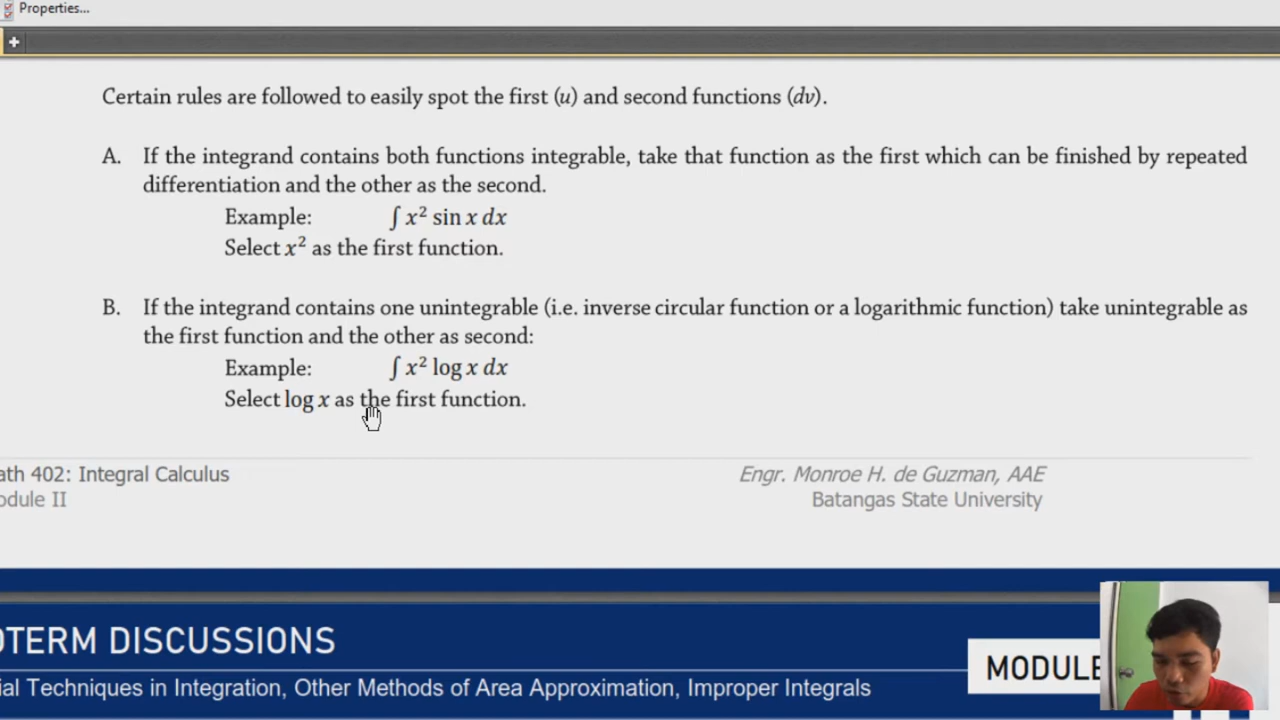 Properties...
Certain rules are followed to easily spot the first (u) and second functions (dv).
A. If the integrand contains both functions integrable, take that function as the first which can be finished by repeated
differentiation and the other as the second.
Example: ∫ x² sin x dx
Select x² as the first function.
B. If the integrand contains one unintegrable (i.e. inverse circular function or a logarithmic function) take unintegrable as
the first function and the other as second:
Example: ∫ x² log x dx
Select log x as the first function.
ath 402: Integral Calculus
odule II
Engr. Monroe H. de Guzman, AAE
Batangas State University
OTERM DISCUSSIONS
ial Techniques in Integration, Other Methods of Area Approximation, Improper Integrals
MODULE